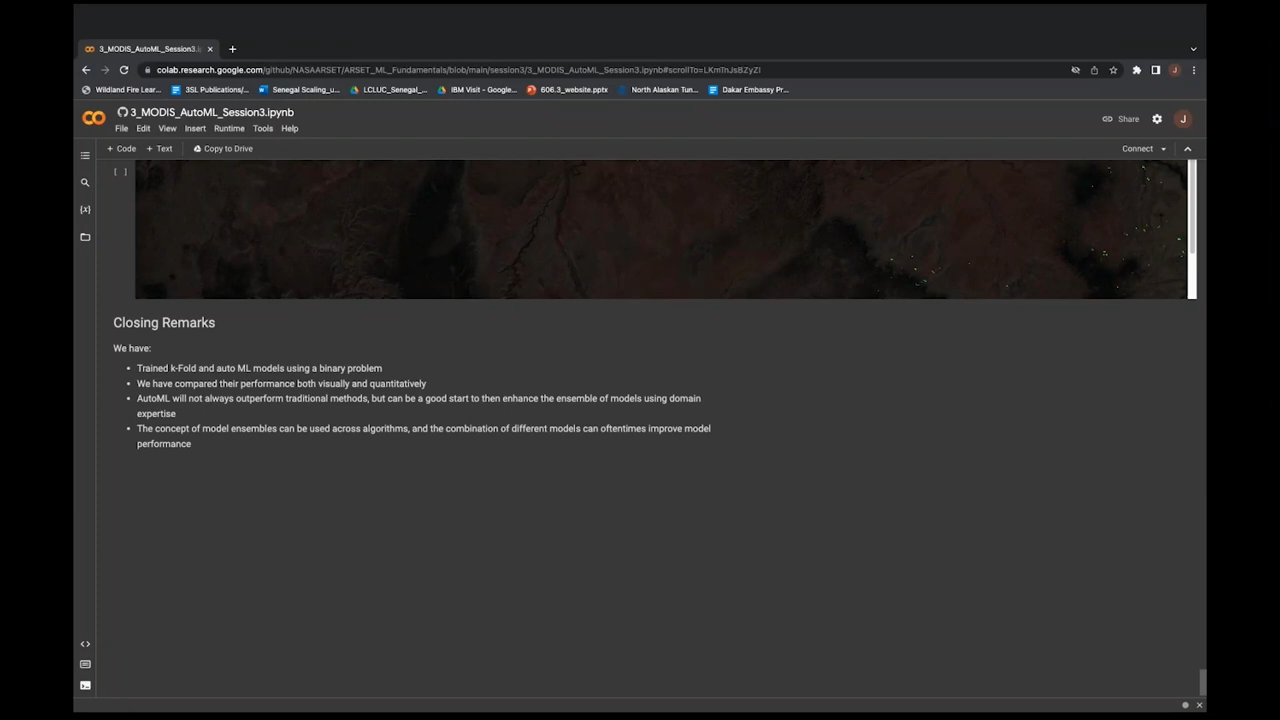 3_MODIS_AutoML_Session3.i
colab.research.google.com/github/NASAARSET/ARSET_ML_Fundamentals/blob/main/session3/3_MODIS_AutoML_Session3.ipynb#scrollTo=LKmTnJsBZyZl
Wildland Fire Lear... 3SL Publications/... Senegal Scaling_u... LCLUC_Senegal_... IBM Visit - Google... 606.3_website.pptx North Alaskan Tun... Dakar Embassy Pr...
3_MODIS_AutoML_Session3.ipynb
Share J
File Edit View Insert Runtime Tools Help
+ Code + Text Copy to Drive Connect
[ ]
Closing Remarks
We have:
• Trained k-Fold and auto ML models using a binary problem
• We have compared their performance both visually and quantitatively
• AutoML will not always outperform traditional methods, but can be a good start to then enhance the ensemble of models using domain
expertise
• The concept of model ensembles can be used across algorithms, and the combination of different models can oftentimes improve model
performance